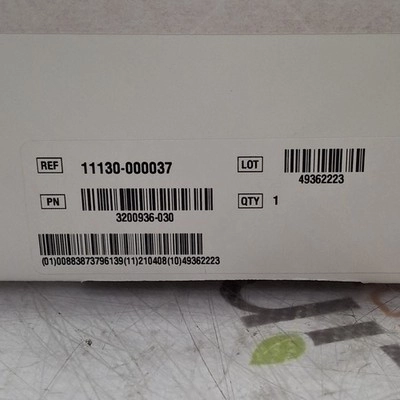 REF 11130-000037 LOT
49362223
PN QTY 1
3200936-030
(01)00883873796139(11)210408(10)49362223